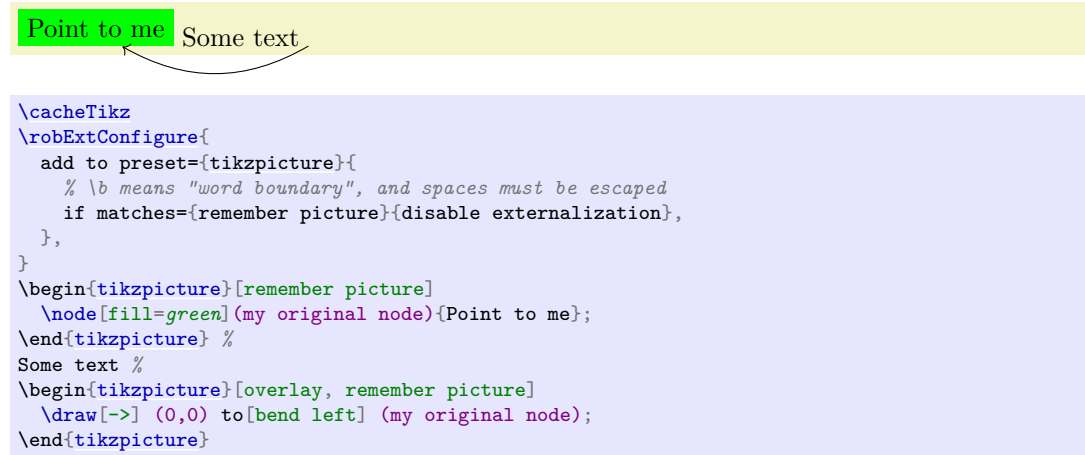 Point to me Some text
\cacheTikz
\robExtConfigure{
  add to preset={tikzpicture}{
    % \b means "word boundary", and spaces must be escaped
    if matches={remember picture}{disable externalization},
  },
}
\begin{tikzpicture}[remember picture]
  \node[fill=green](my original node){Point to me};
\end{tikzpicture} %
Some text %
\begin{tikzpicture}[overlay, remember picture]
  \draw[->] (0,0) to[bend left] (my original node);
\end{tikzpicture}